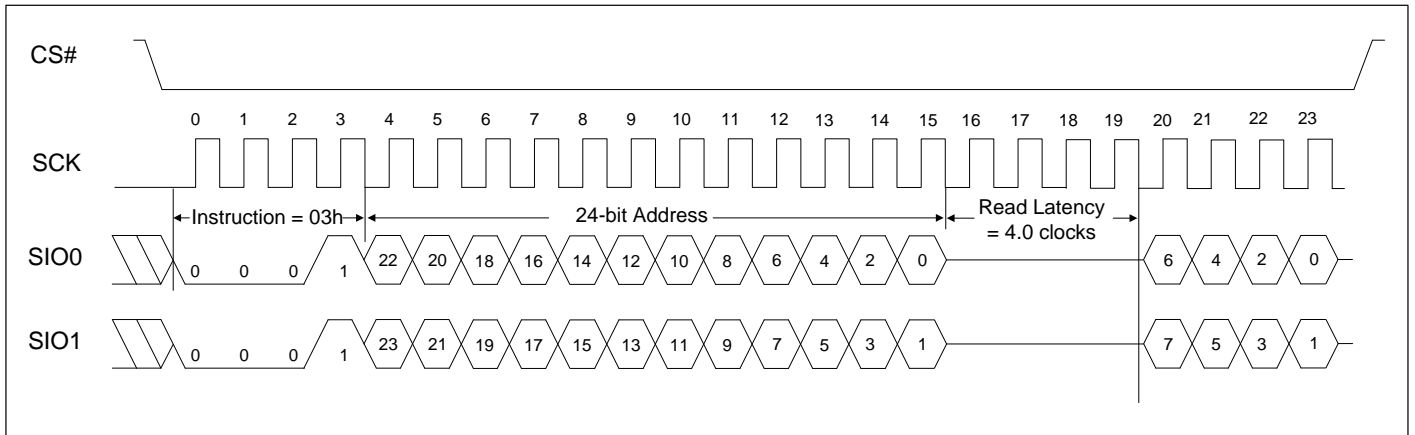 CS#
0 1 2 3 4 5 6 7 8 9 10 11 12 13 14 15 16 17 18 19 20 21 22 23
SCK
Instruction = 03h 24-bit Address Read Latency
= 4.0 clocks
SIO0 0 0 0 1 22 20 18 16 14 12 10 8 6 4 2 0 6 4 2 0
SIO1 0 0 0 1 23 21 19 17 15 13 11 9 7 5 3 1 7 5 3 1